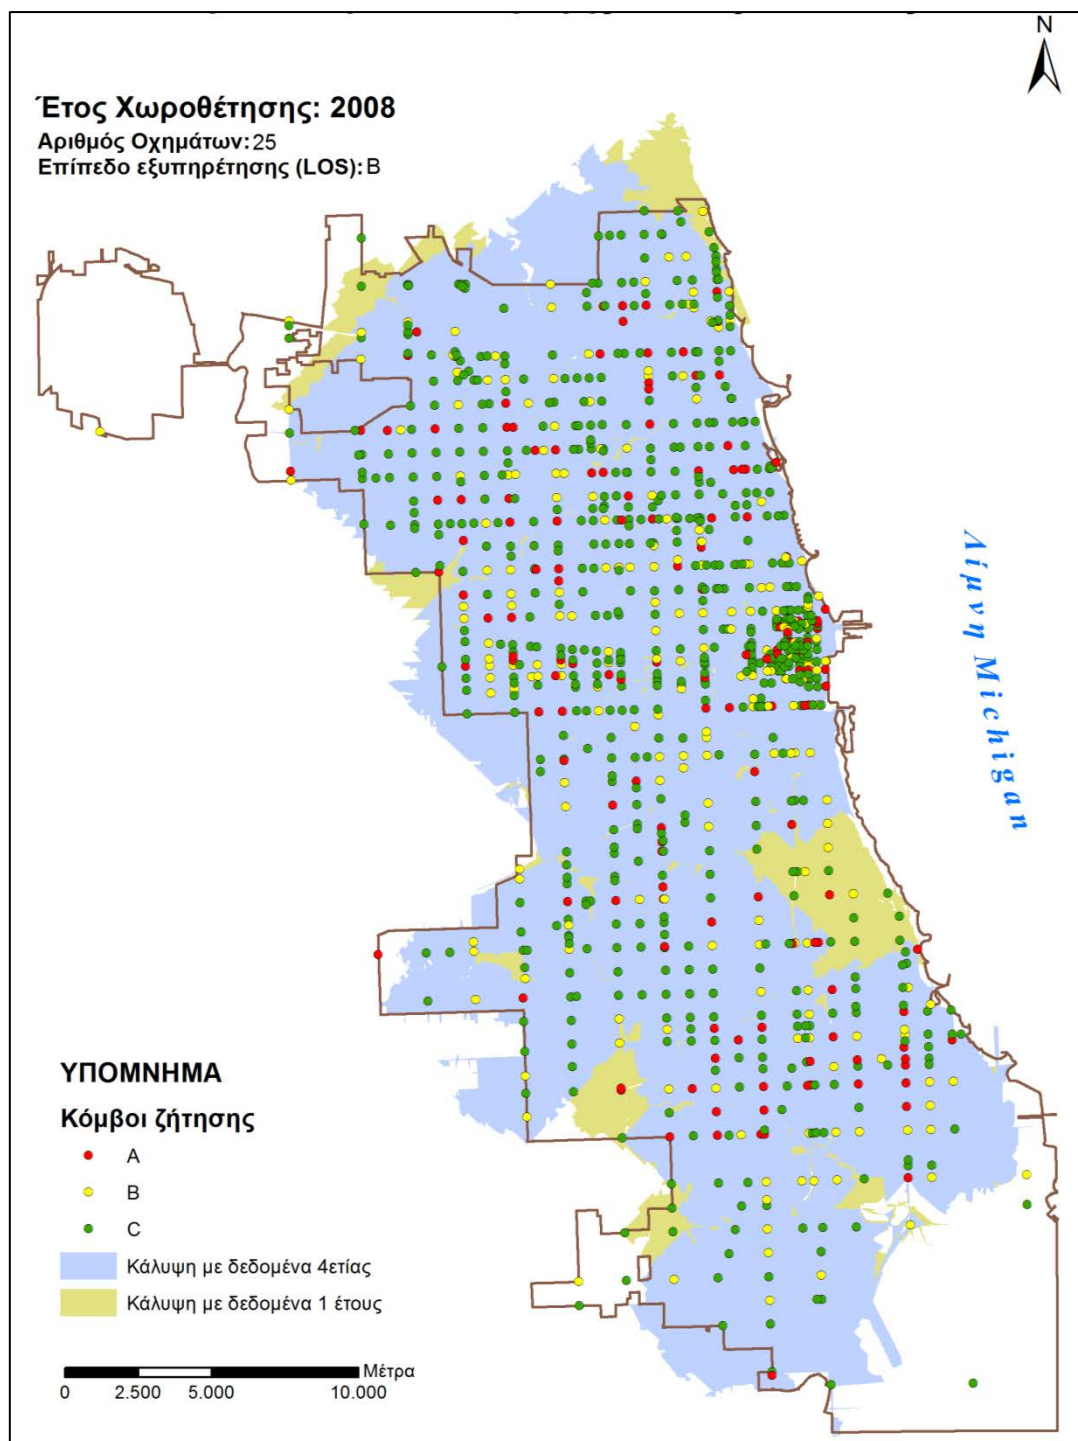 N
Έτος Χωροθέτησης: 2008
Αριθμός Οχημάτων: 25
Επίπεδο εξυπηρέτησης (LOS): B
Λίμνη Michigan
ΥΠΟΜΝΗΜΑ
Κόμβοι ζήτησης
A
B
C
Κάλυψη με δεδομένα 4ετίας
Κάλυψη με δεδομένα 1 έτους
Μέτρα
0 2.500 5.000 10.000